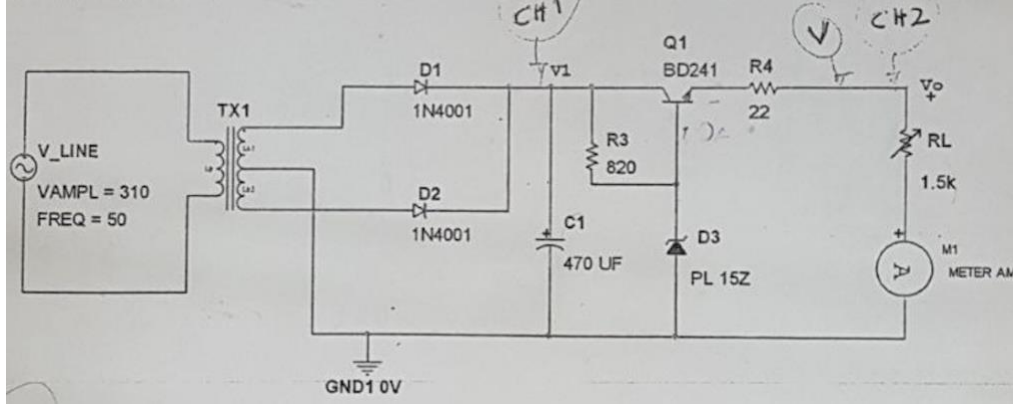 CH1
V
CH2
Q1
BD241
R4
22
V1
Vo
+
D1
1N4001
TX1
V_LINE
VAMPL = 310
FREQ = 50
R3
820
RL
1.5k
D2
1N4001
+
C1
470 UF
D3
PL 15Z
+
M1
A
METER AM
GND1 0V